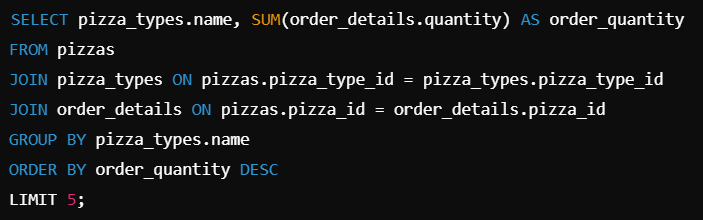 SELECT pizza_types.name, SUM(order_details.quantity) AS order_quantity
FROM pizzas
JOIN pizza_types ON pizzas.pizza_type_id = pizza_types.pizza_type_id
JOIN order_details ON pizzas.pizza_id = order_details.pizza_id
GROUP BY pizza_types.name
ORDER BY order_quantity DESC
LIMIT 5;